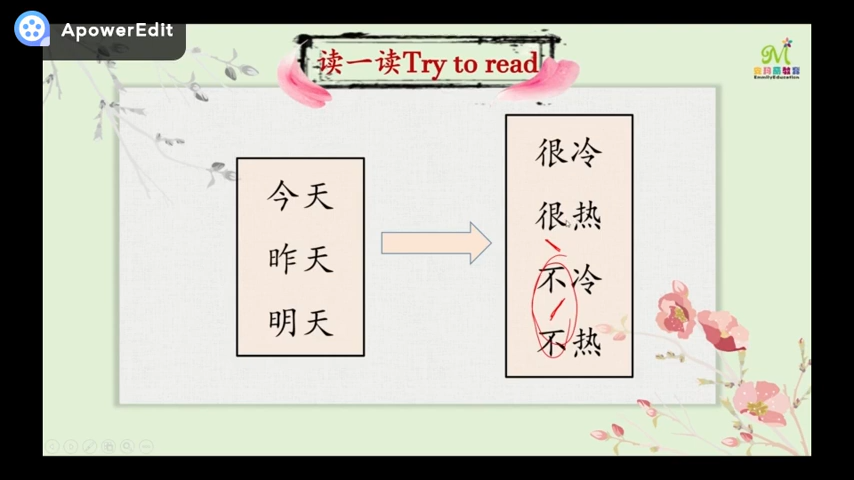 ApowerEdit
读一读Try to read
今天
昨天
明天
很冷
很热
不冷
不热
EmmilyEducation